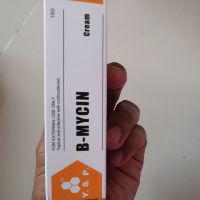 15G
Cream
B-MYCIN
FOR EXTERNAL USE ONLY
Topical anti-infective with corticosteroid
Y. S. P.